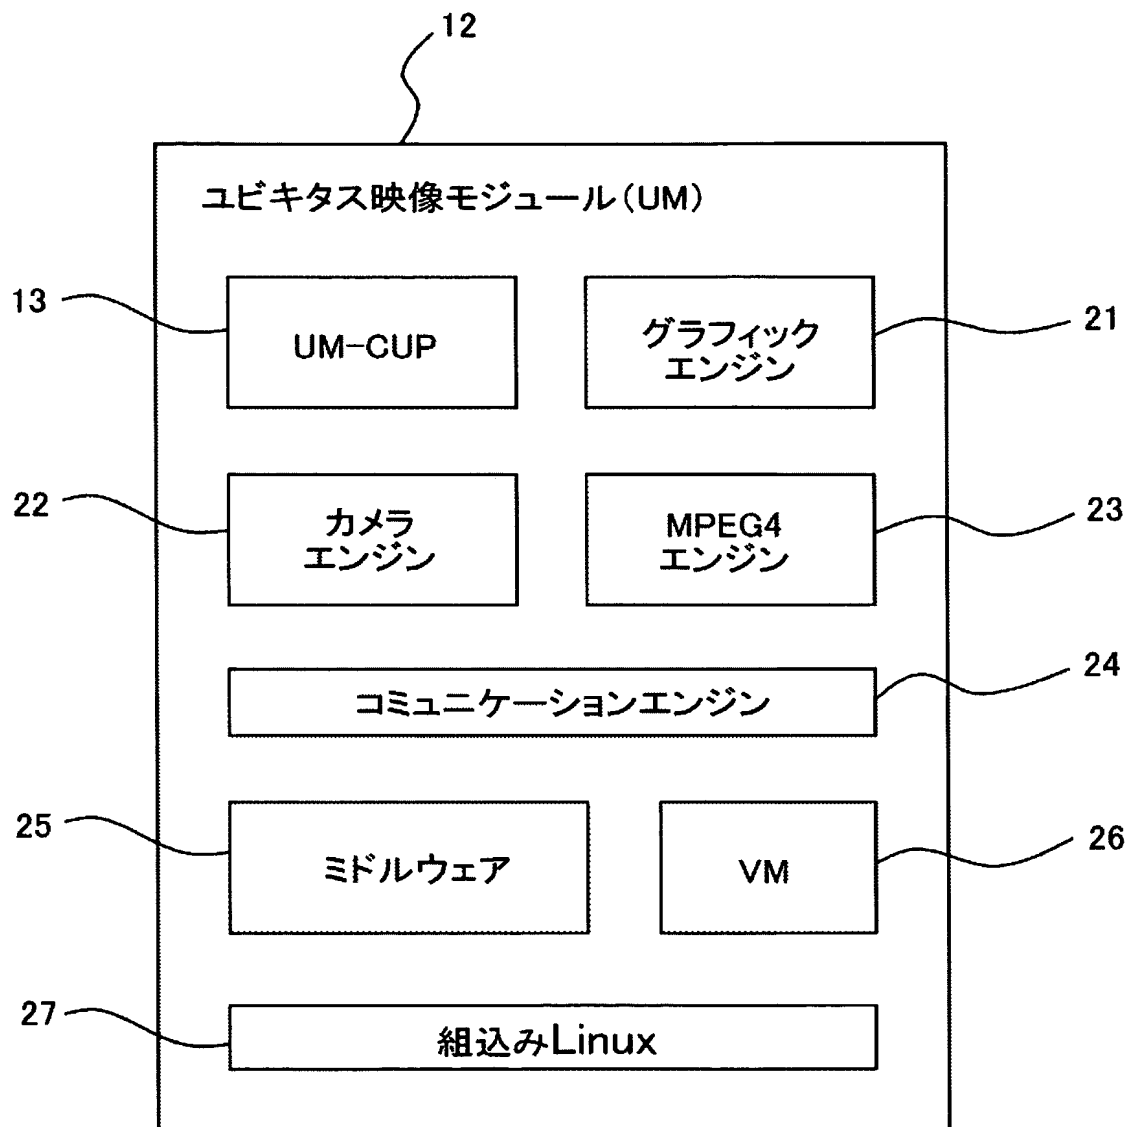 12
ユビキタス映像モジュール(UM)
13
UM-CUP
グラフィック
エンジン
21
22
カメラ
エンジン
MPEG4
エンジン
23
コミュニケーションエンジン
24
25
ミドルウェア
VM
26
27
組込みLinux